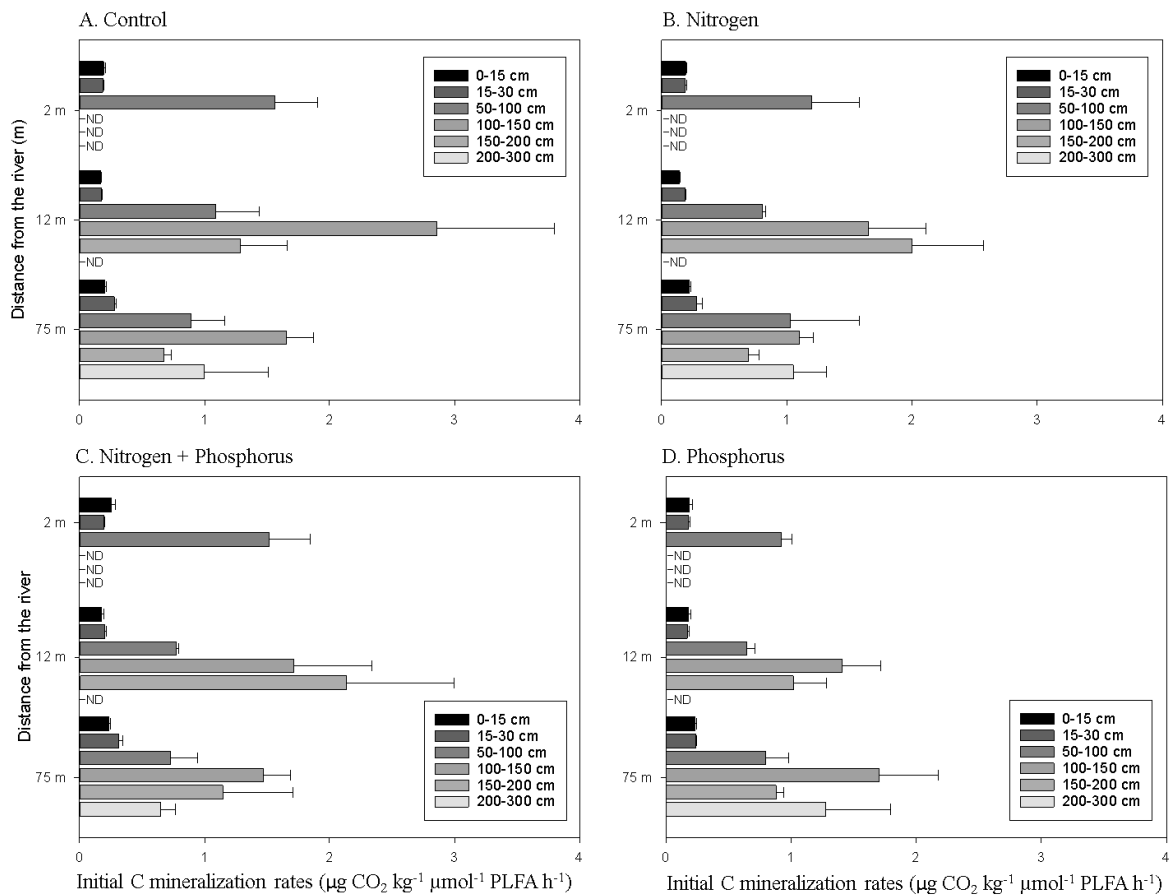 A. Control
B. Nitrogen
0-15 cm
15-30 cm
50-100 cm
100-150 cm
150-200 cm
200-300 cm
0-15 cm
15-30 cm
50-100 cm
100-150 cm
150-200 cm
200-300 cm
Distance from the river (m)
2 m
ND
ND
ND
12 m
ND
75 m
0 1 2 3 4
2 m
ND
ND
ND
12 m
ND
75 m
0 1 2 3 4
C. Nitrogen + Phosphorus
D. Phosphorus
Distance from the river
2 m
ND
ND
ND
12 m
ND
75 m
0-15 cm
15-30 cm
50-100 cm
100-150 cm
150-200 cm
200-300 cm
0 1 2 3 4
2 m
ND
ND
ND
12 m
ND
75 m
0-15 cm
15-30 cm
50-100 cm
100-150 cm
150-200 cm
200-300 cm
0 1 2 3 4
Initial C mineralization rates (µg CO₂ kg⁻¹ µmol⁻¹ PLFA h⁻¹)
Initial C mineralization rates (µg CO₂ kg⁻¹ µmol⁻¹ PLFA h⁻¹)